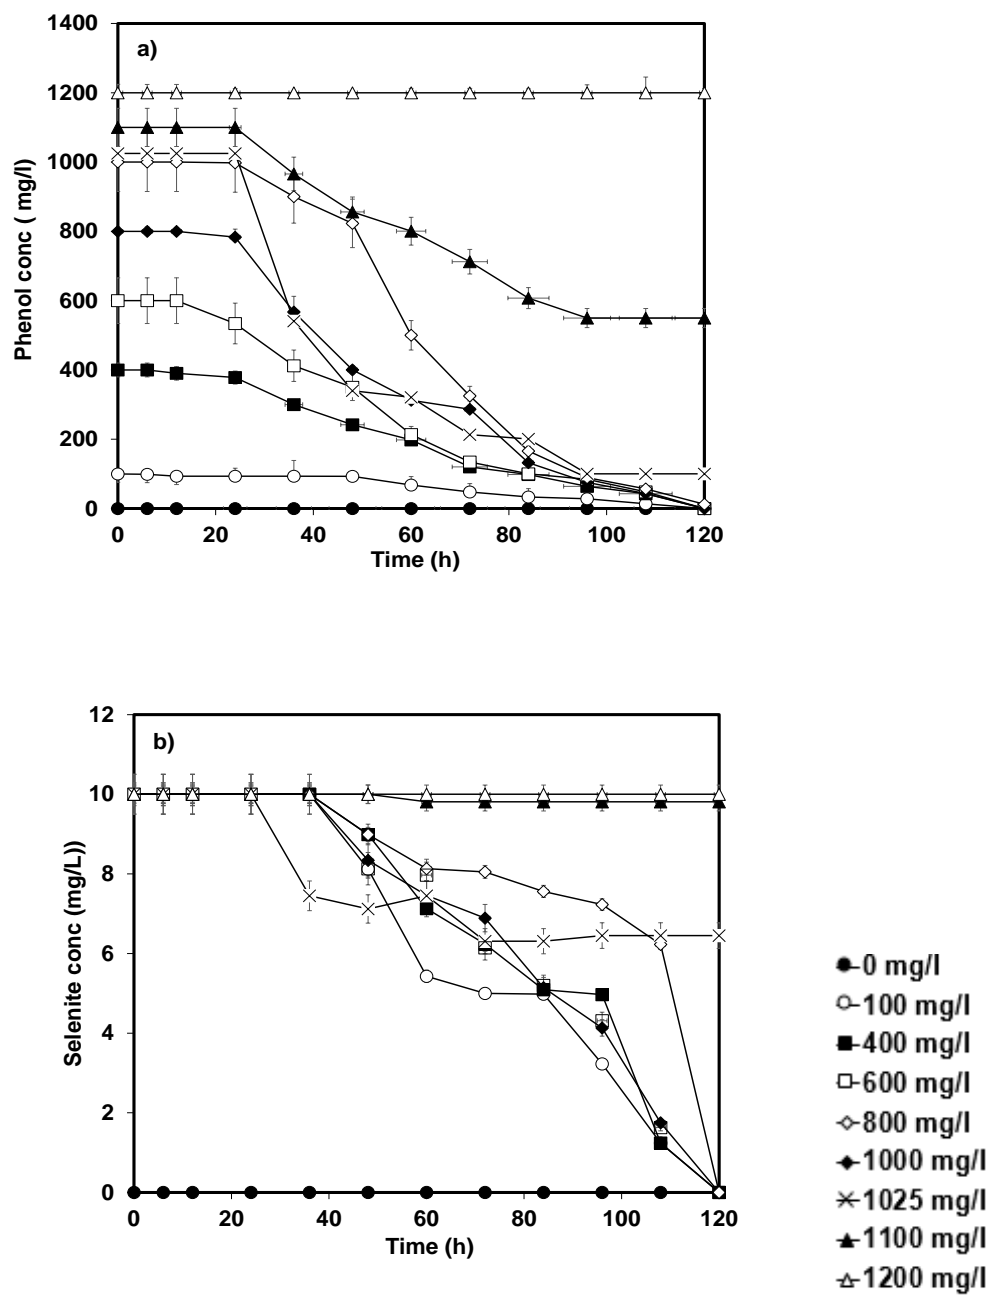 1400
a)
1200
1000
800
600
400
200
0
Phenol conc ( mg/l)
0 20 40 60 80 100 120
Time (h)
12
b)
10
8
6
4
2
0
Selenite conc (mg/L))
0 20 40 60 80 100 120
Time (h)
0 mg/l
100 mg/l
400 mg/l
600 mg/l
800 mg/l
1000 mg/l
1025 mg/l
1100 mg/l
1200 mg/l